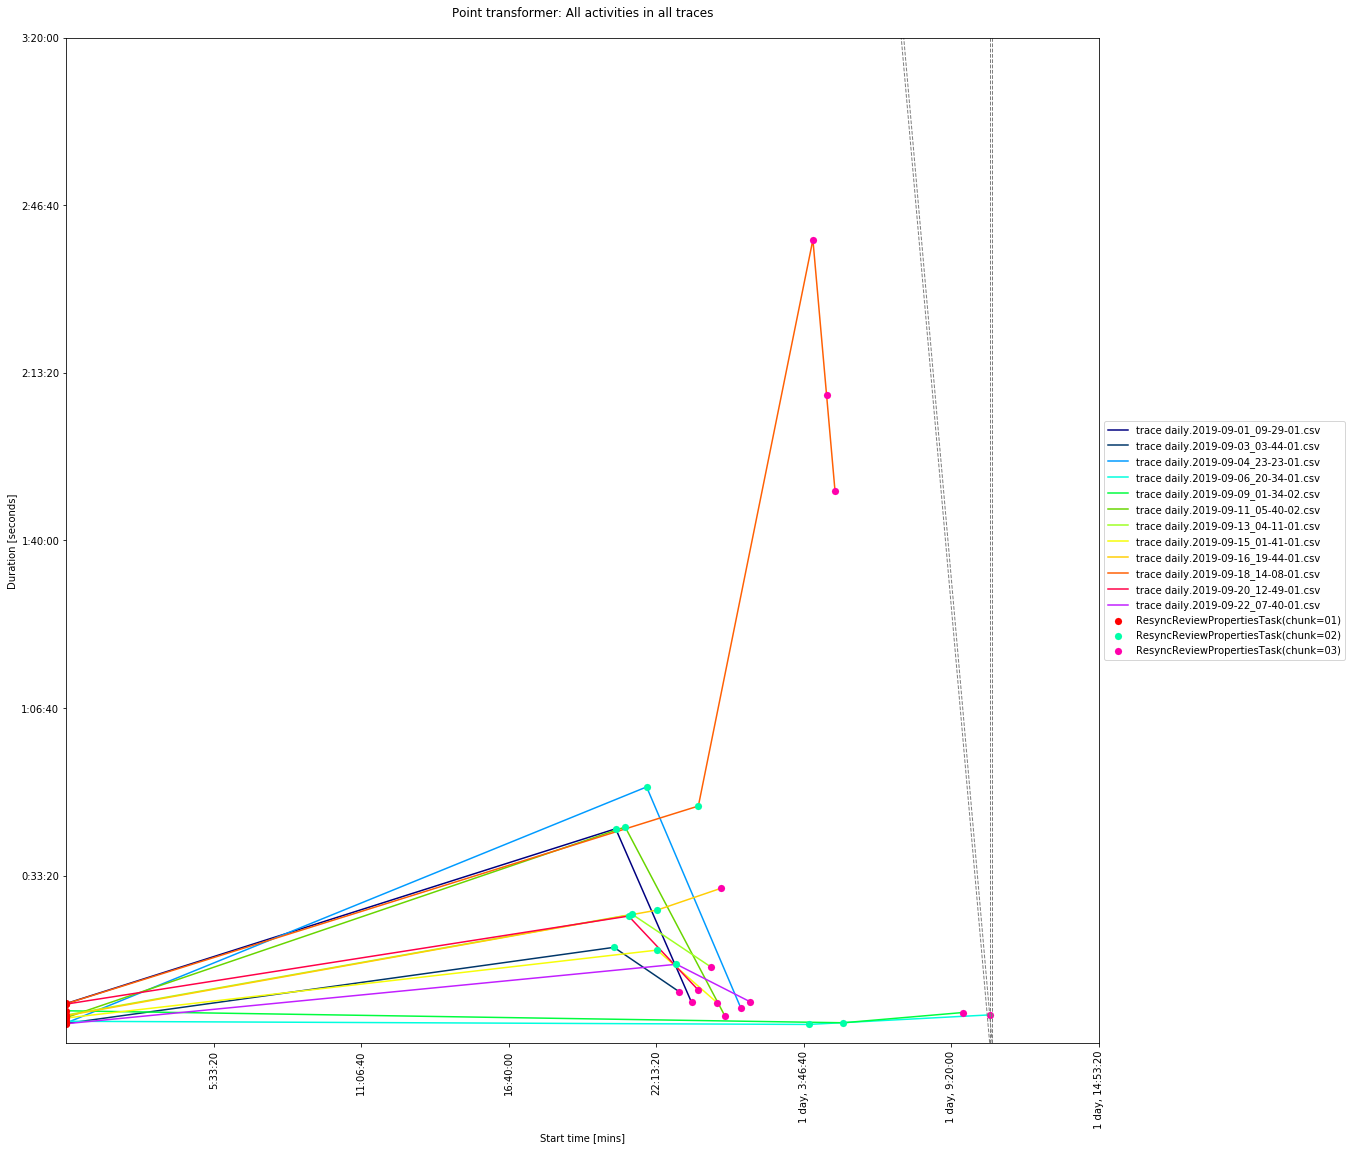 Point transformer: All activities in all traces
3:20:00
2:46:40
2:13:20
1:40:00
1:06:40
0:33:20
Duration [seconds]
5:33:20
11:06:40
16:40:00
22:13:20
1 day, 3:46:40
1 day, 9:20:00
1 day, 14:53:20
Start time [mins]
trace daily.2019-09-01_09-29-01.csv
trace daily.2019-09-03_03-44-01.csv
trace daily.2019-09-04_23-23-01.csv
trace daily.2019-09-06_20-34-01.csv
trace daily.2019-09-09_01-34-02.csv
trace daily.2019-09-11_05-40-02.csv
trace daily.2019-09-13_04-11-01.csv
trace daily.2019-09-15_01-41-01.csv
trace daily.2019-09-16_19-44-01.csv
trace daily.2019-09-18_14-08-01.csv
trace daily.2019-09-20_12-49-01.csv
trace daily.2019-09-22_07-40-01.csv
ResyncReviewPropertiesTask(chunk=01)
ResyncReviewPropertiesTask(chunk=02)
ResyncReviewPropertiesTask(chunk=03)